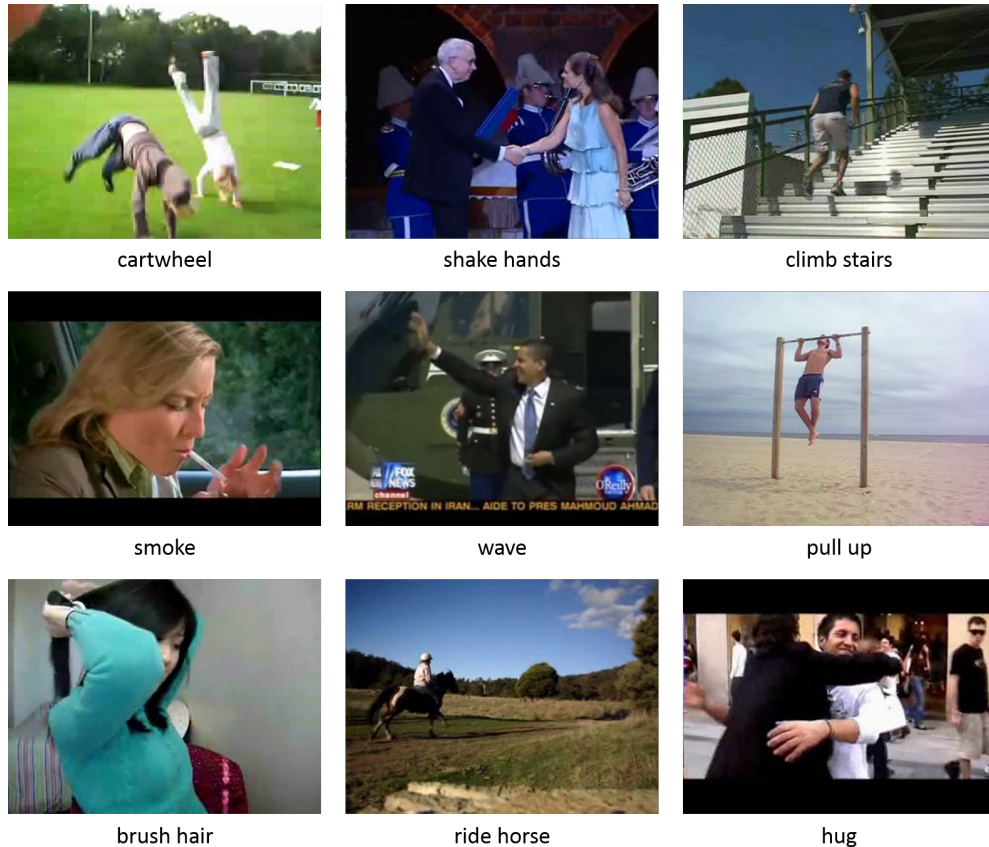 cartwheel
shake hands
climb stairs
FOX
NEWS
channel
O'Reilly
RM RECEPTION IN IRAN... AIDE TO PRES MAHMOUD AHMAD
smoke
wave
pull up
brush hair
ride horse
hug